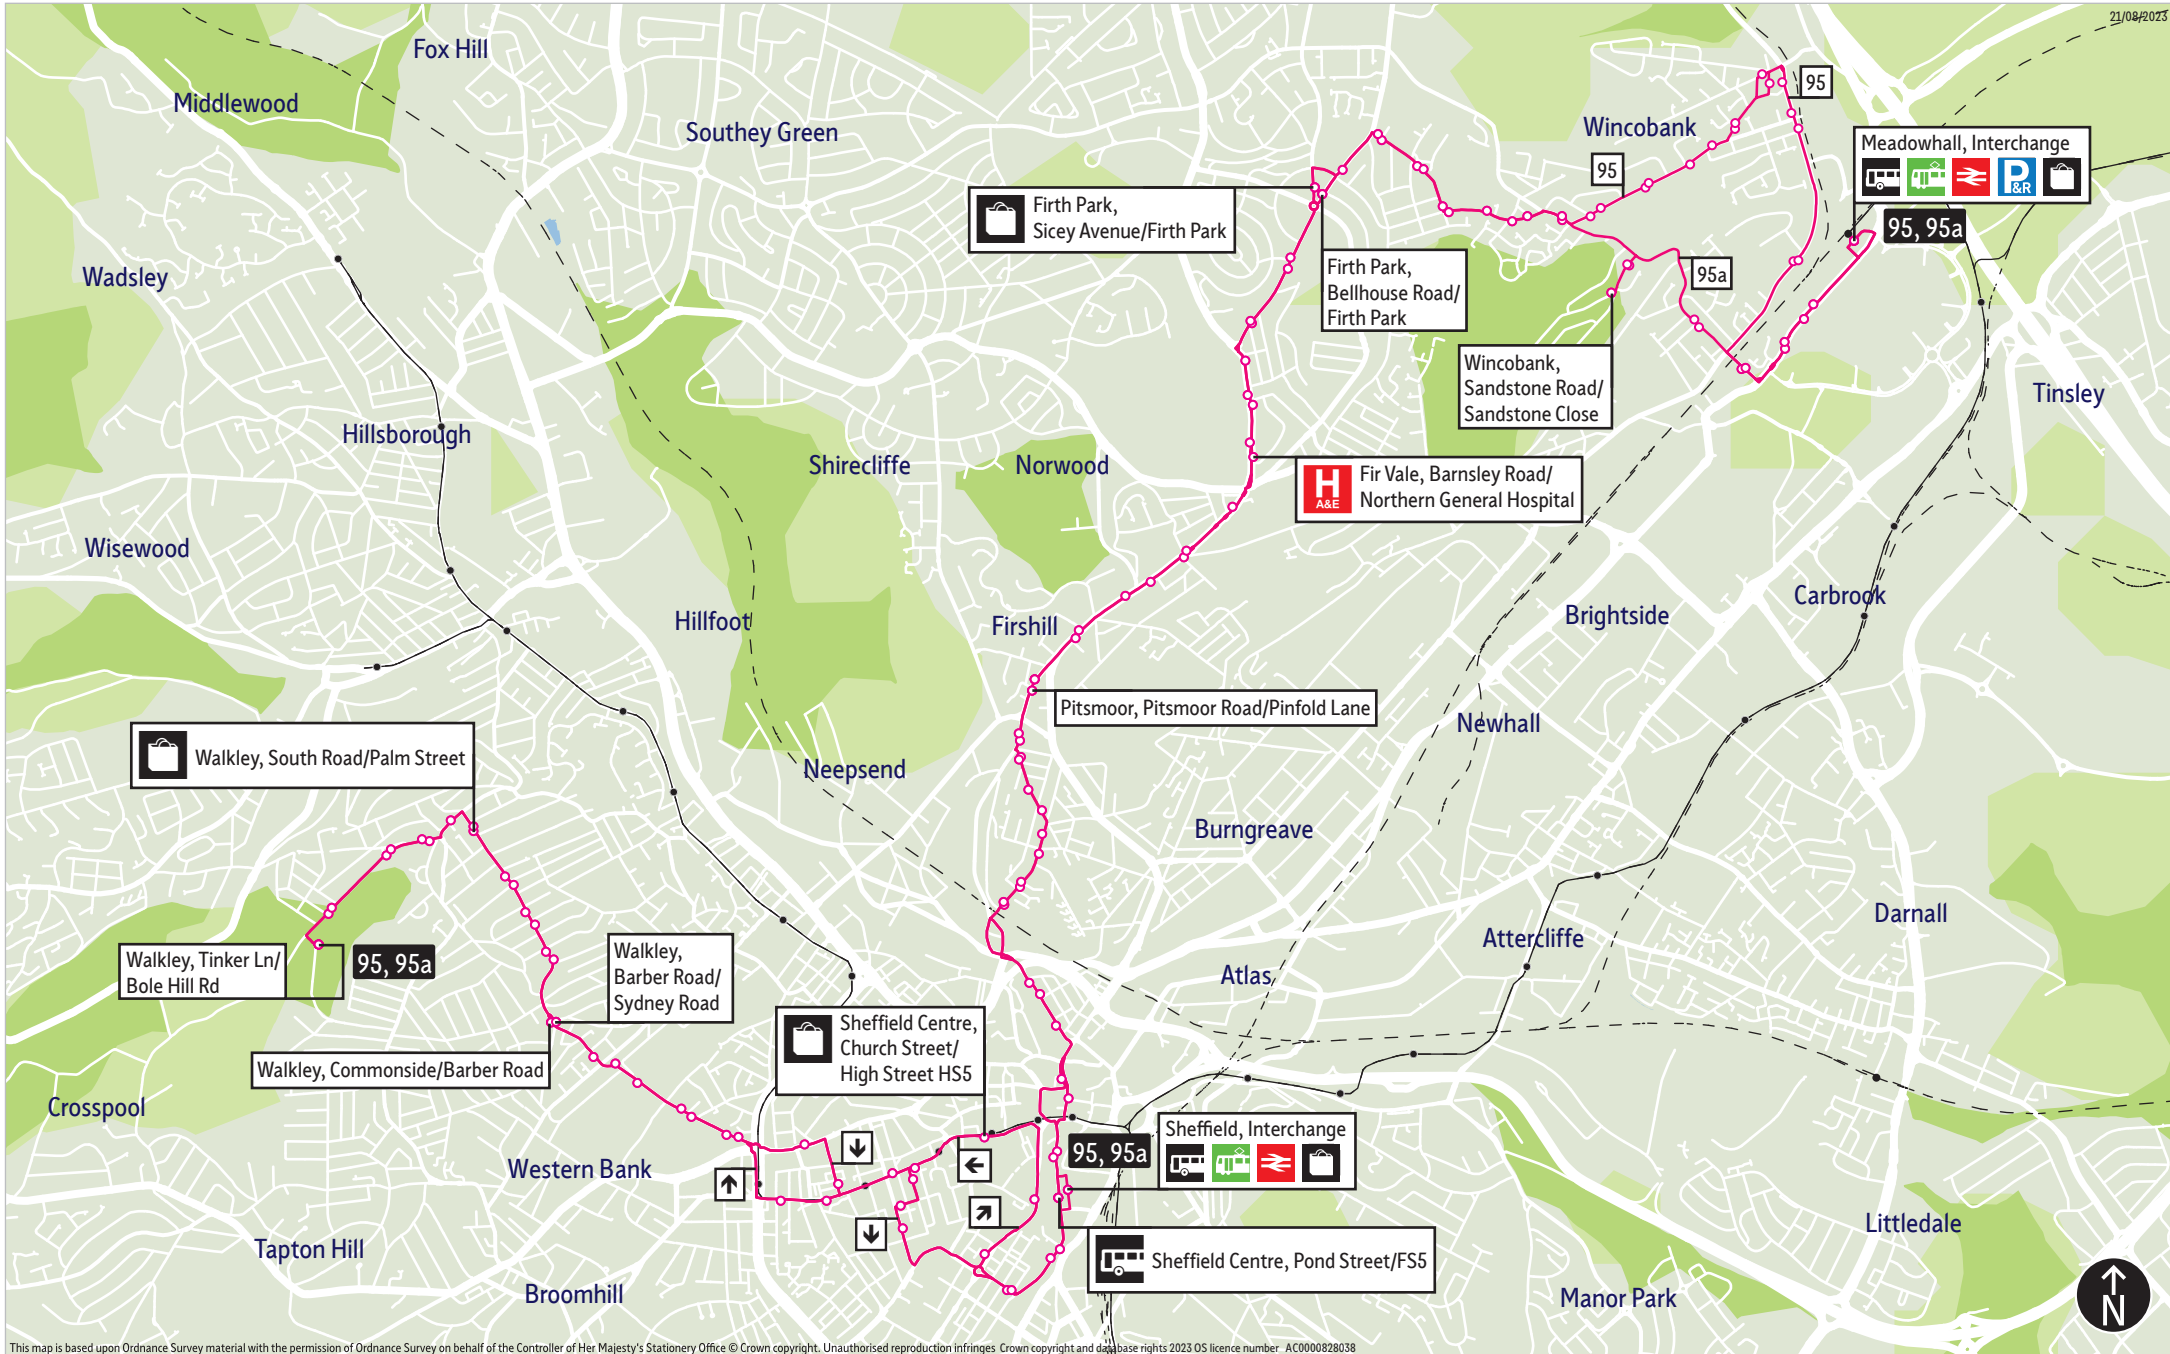 21/08/2023
Fox Hill
Middlewood
Southey Green
Wincobank
95
Meadowhall, Interchange
P&R
95
95, 95a
Firth Park,
Sicey Avenue/Firth Park
Wadsley
Firth Park,
Bellhouse Road/
Firth Park
95a
Wincobank,
Sandstone Road/
Sandstone Close
Tinsley
Hillsborough
Shirecliffe
Norwood
H
A&E
Fir Vale, Barnsley Road/
Northern General Hospital
Wisewood
Carbrook
Brightside
Hillfoot
Firshill
Pitsmoor, Pitsmoor Road/Pinfold Lane
Newhall
Walkley, South Road/Palm Street
Neepsend
Burngreave
Darnall
Attercliffe
Walkley, Tinker Ln/
Bole Hill Rd
95, 95a
Walkley,
Barber Road/
Sydney Road
Atlas
Sheffield Centre,
Church Street/
High Street HS5
Walkley, Commonside/Barber Road
Crosspool
Sheffield, Interchange
95, 95a
Western Bank
Littledale
Tapton Hill
Sheffield Centre, Pond Street/FS5
Broomhill
Manor Park
N
This map is based upon Ordnance Survey material with the permission of Ordnance Survey on behalf of the Controller of Her Majesty's Stationery Office © Crown copyright. Unauthorised reproduction infringes Crown copyright and database rights 2023 OS licence number AC0000828038